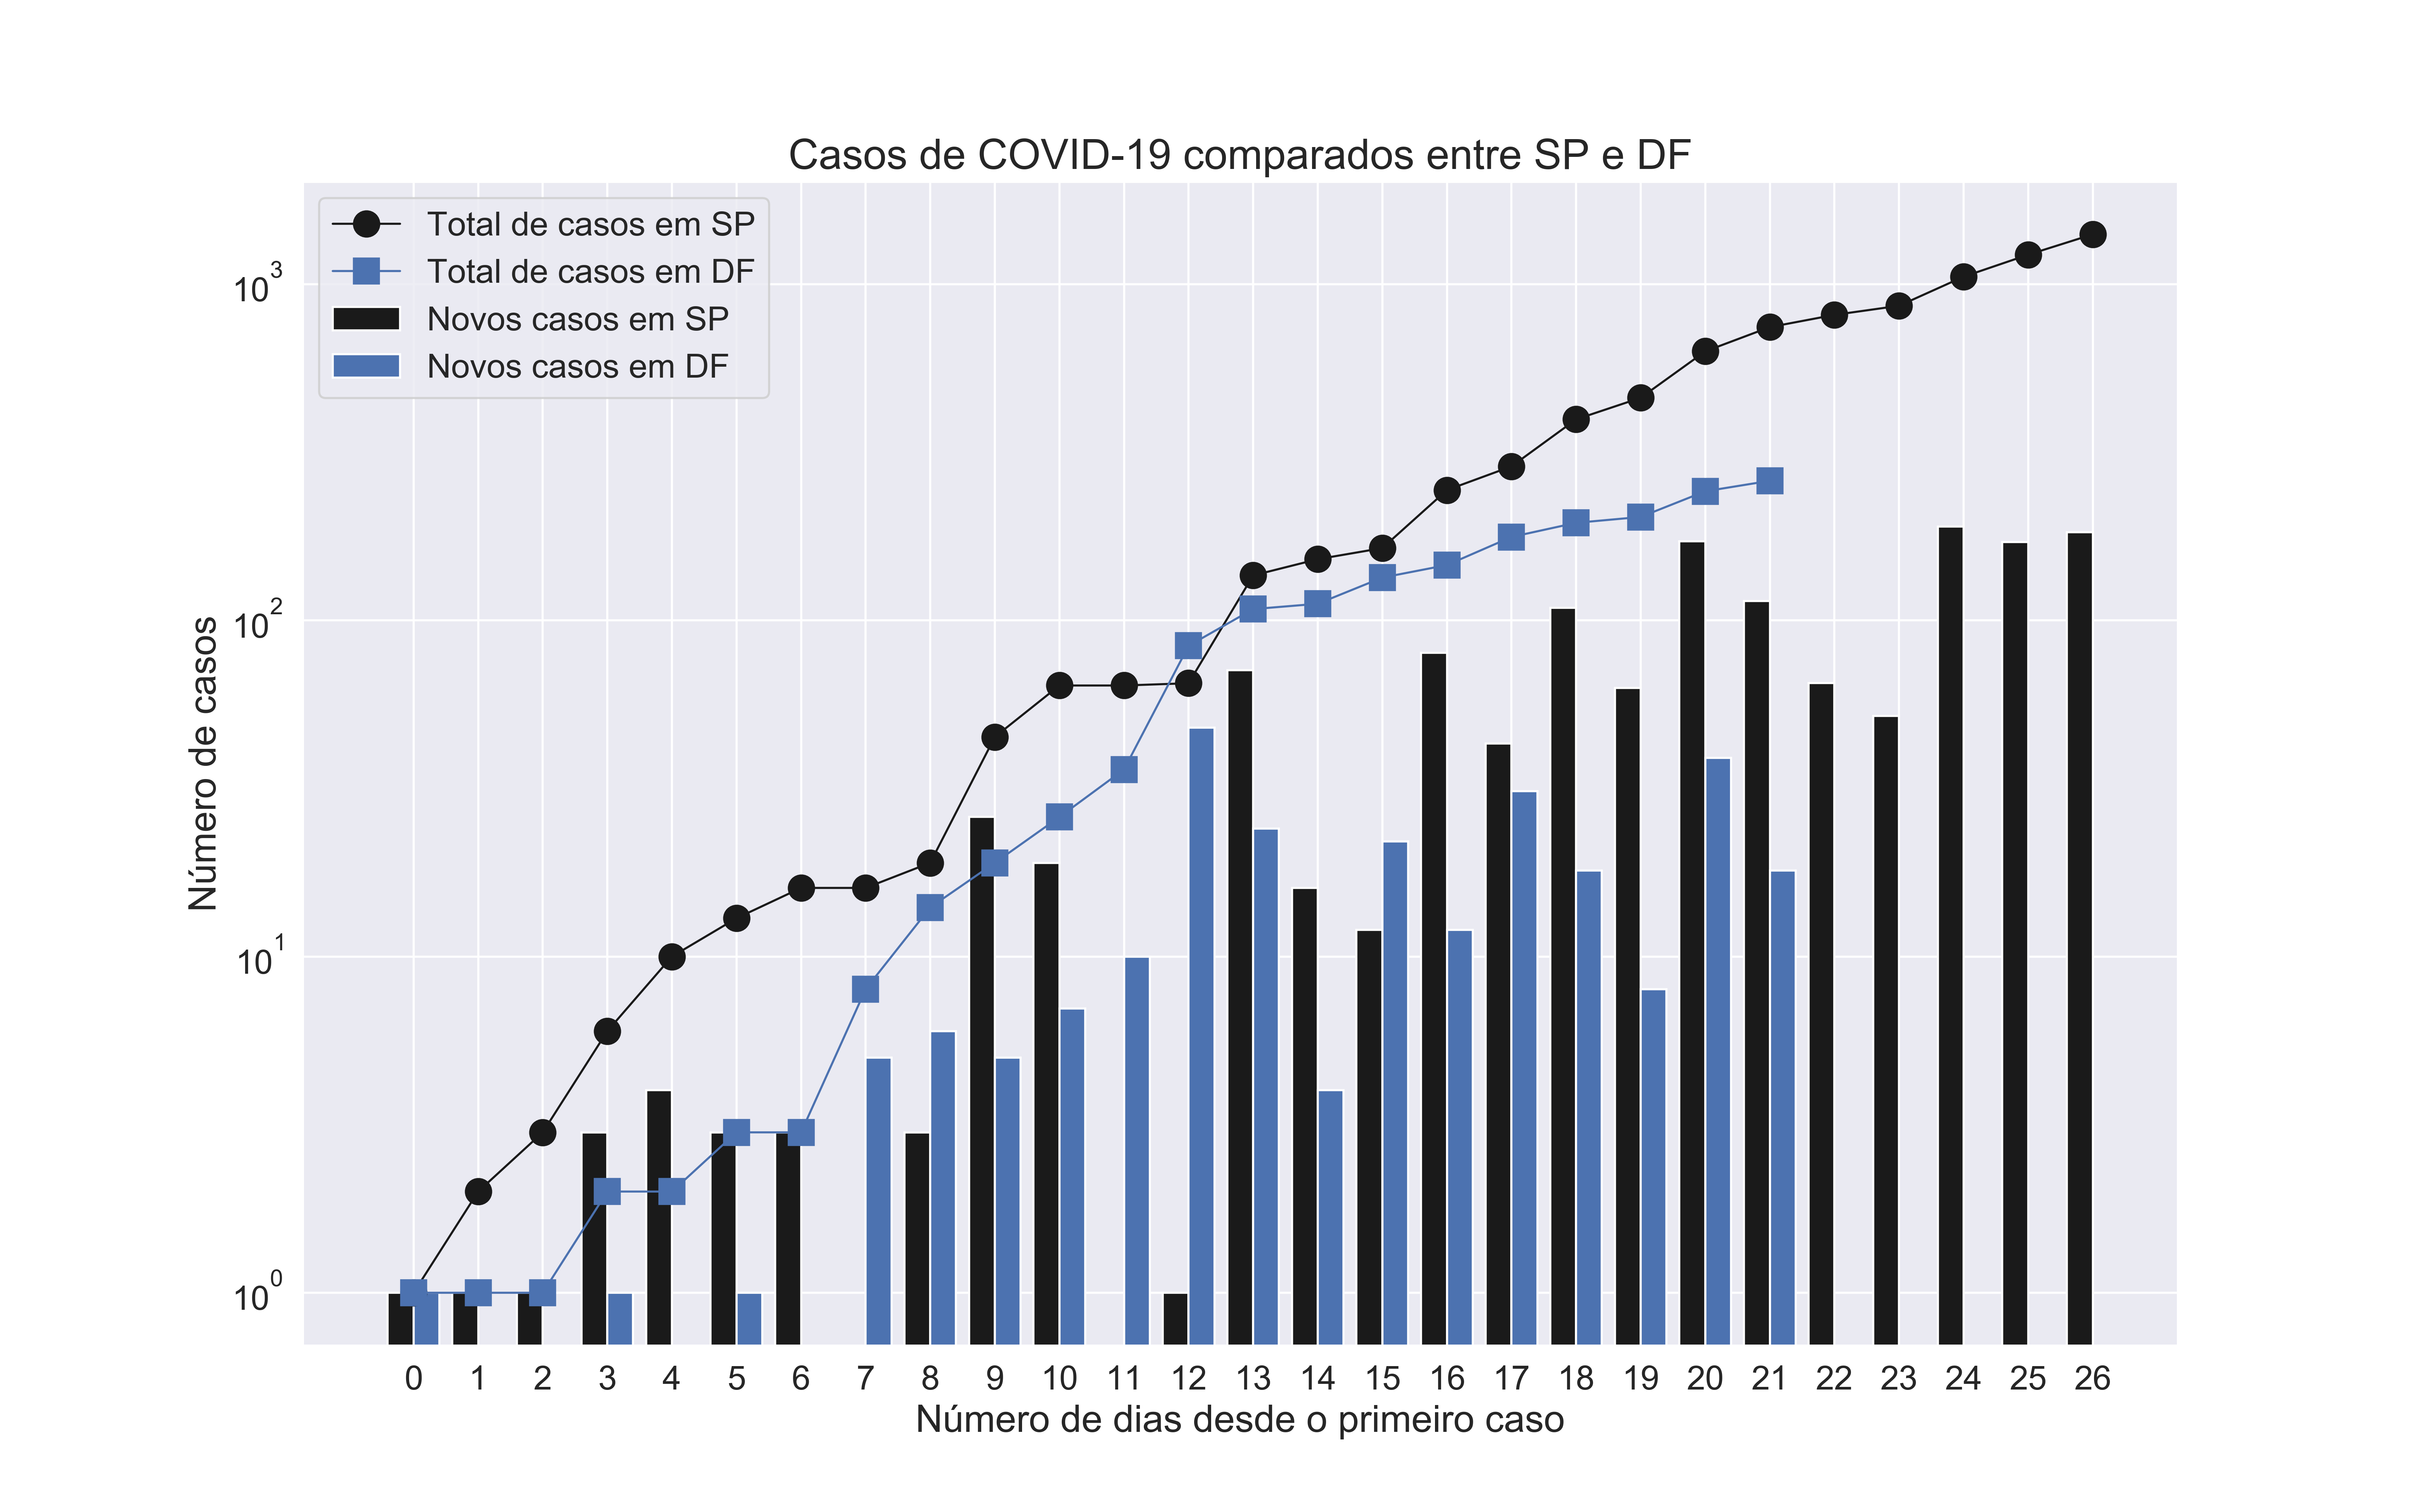 Casos de COVID-19 comparados entre SP e DF
Total de casos em SP
Total de casos em DF
Novos casos em SP
Novos casos em DF
Número de casos
10³
10²
10¹
10⁰
0 1 2 3 4 5 6 7 8 9 10 11 12 13 14 15 16 17 18 19 20 21 22 23 24 25 26
Número de dias desde o primeiro caso